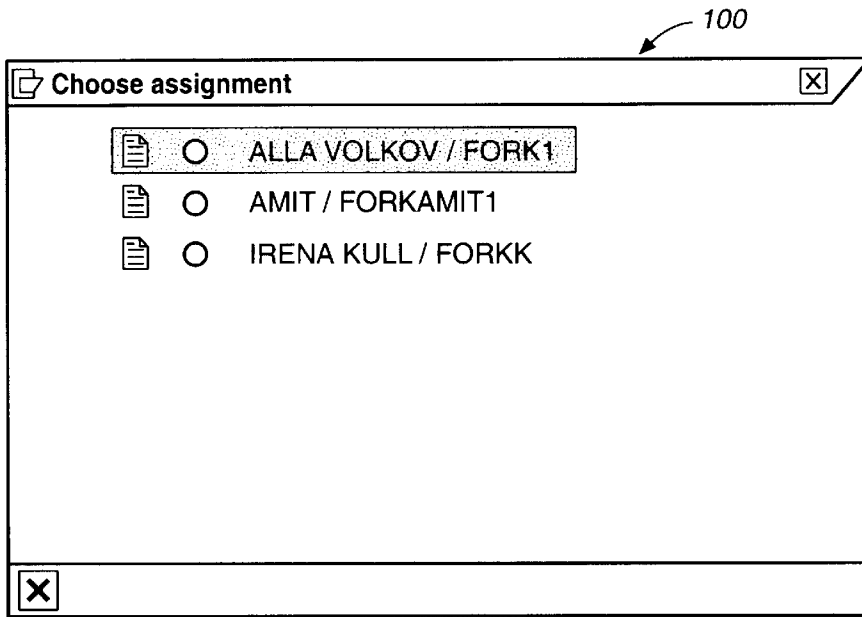 100
Choose assignment
ALLA VOLKOV / FORK1
AMIT / FORKAMIT1
IRENA KULL / FORKK